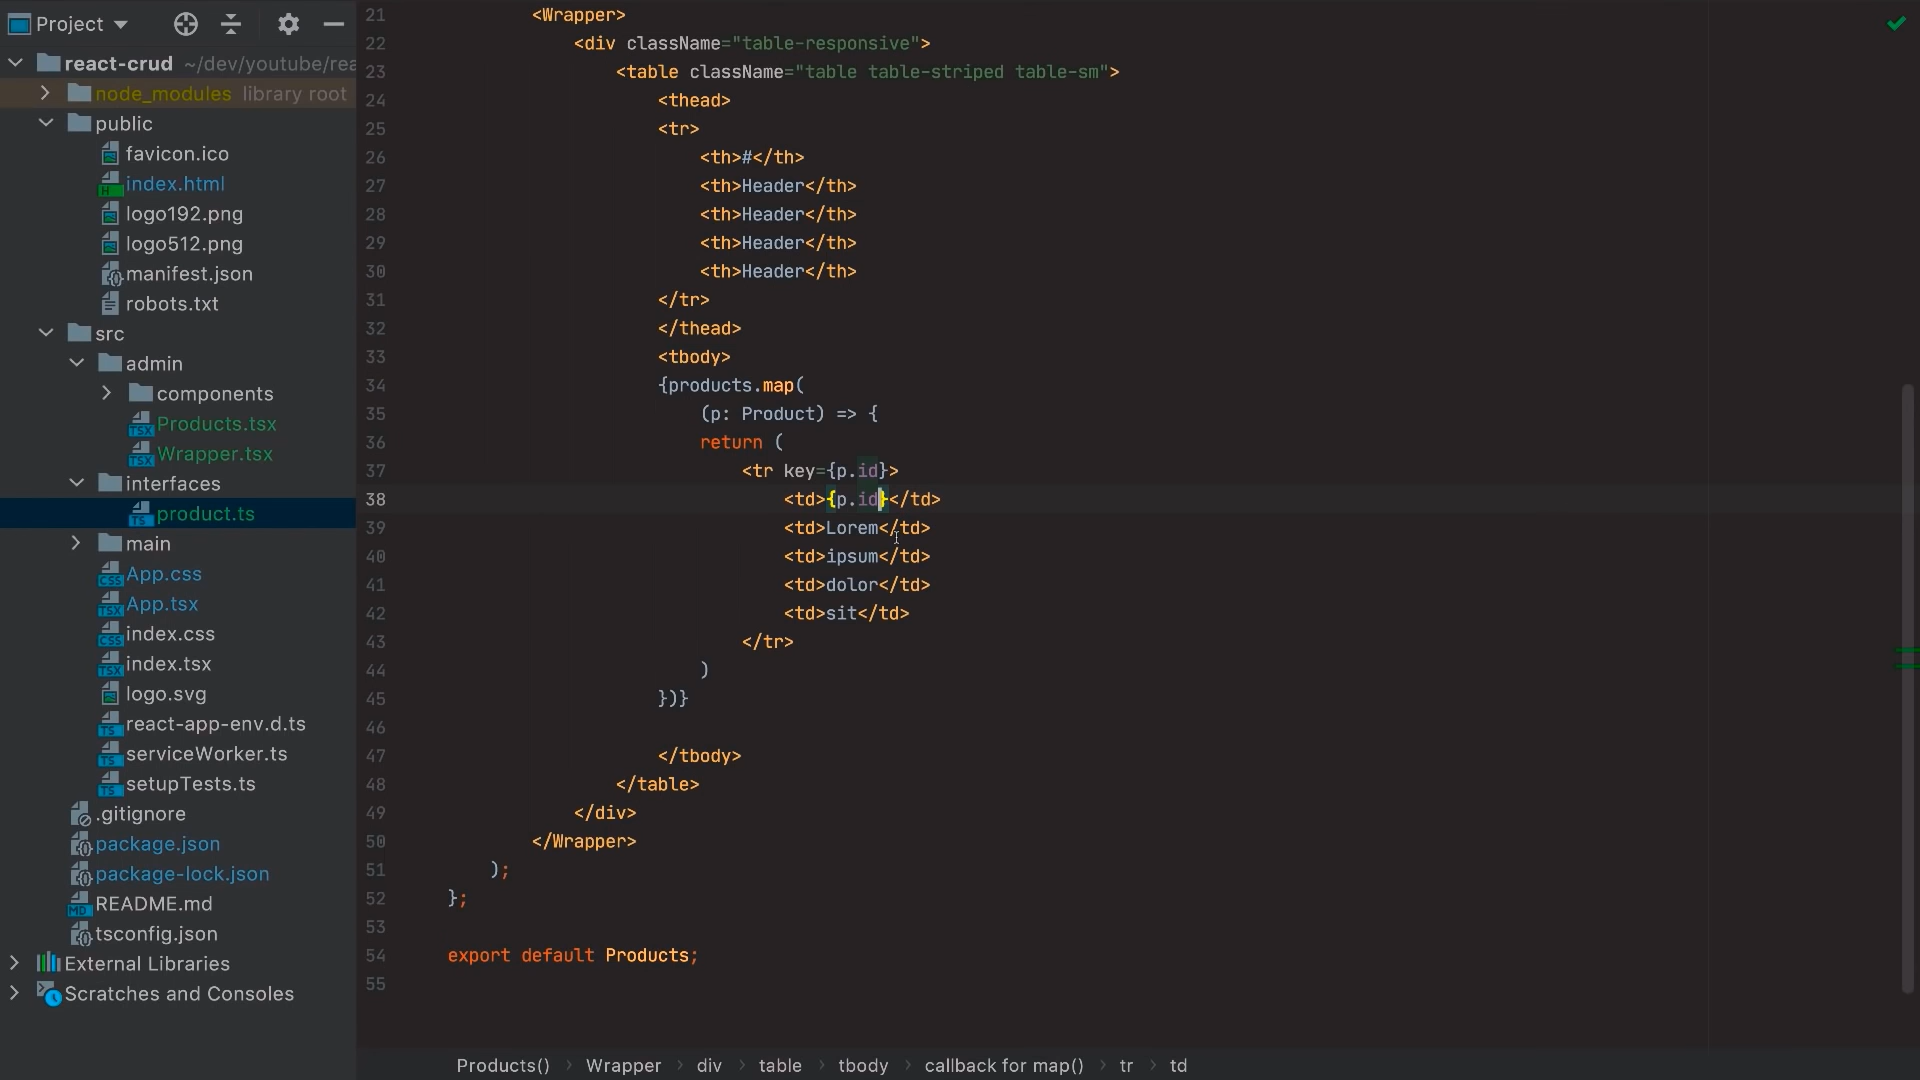 Project
react-crud ~/dev/youtube/rea
node_modules library root
public
favicon.ico
index.html
logo192.png
logo512.png
manifest.json
robots.txt
src
admin
components
Products.tsx
Wrapper.tsx
interfaces
product.ts
main
App.css
App.tsx
index.css
index.tsx
logo.svg
react-app-env.d.ts
serviceWorker.ts
setupTests.ts
.gitignore
package.json
package-lock.json
README.md
tsconfig.json
External Libraries
Scratches and Consoles
21 <Wrapper>
22 <div className="table-responsive">
23 <table className="table table-striped table-sm">
24 <thead>
25 <tr>
26 <th>#</th>
27 <th>Header</th>
28 <th>Header</th>
29 <th>Header</th>
30 <th>Header</th>
31 </tr>
32 </thead>
33 <tbody>
34 {products.map(
35 (p: Product) => {
36 return (
37 <tr key={p.id}>
38 <td>{p.id}</td>
39 <td>Lorem</td>
40 <td>ipsum</td>
41 <td>dolor</td>
42 <td>sit</td>
43 </tr>
44 )
45 })}
46
47 </tbody>
48 </table>
49 </div>
50 </Wrapper>
51 );
52 };
53
54 export default Products;
55
Products() › Wrapper › div › table › tbody › callback for map() › tr › td